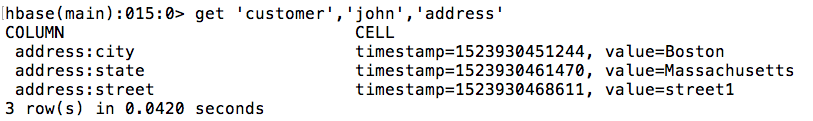 hbase(main):015:0> get 'customer','john','address'
COLUMN CELL
address:city timestamp=1523930451244, value=Boston
address:state timestamp=1523930461470, value=Massachusetts
address:street timestamp=1523930468611, value=street1
3 row(s) in 0.0420 seconds